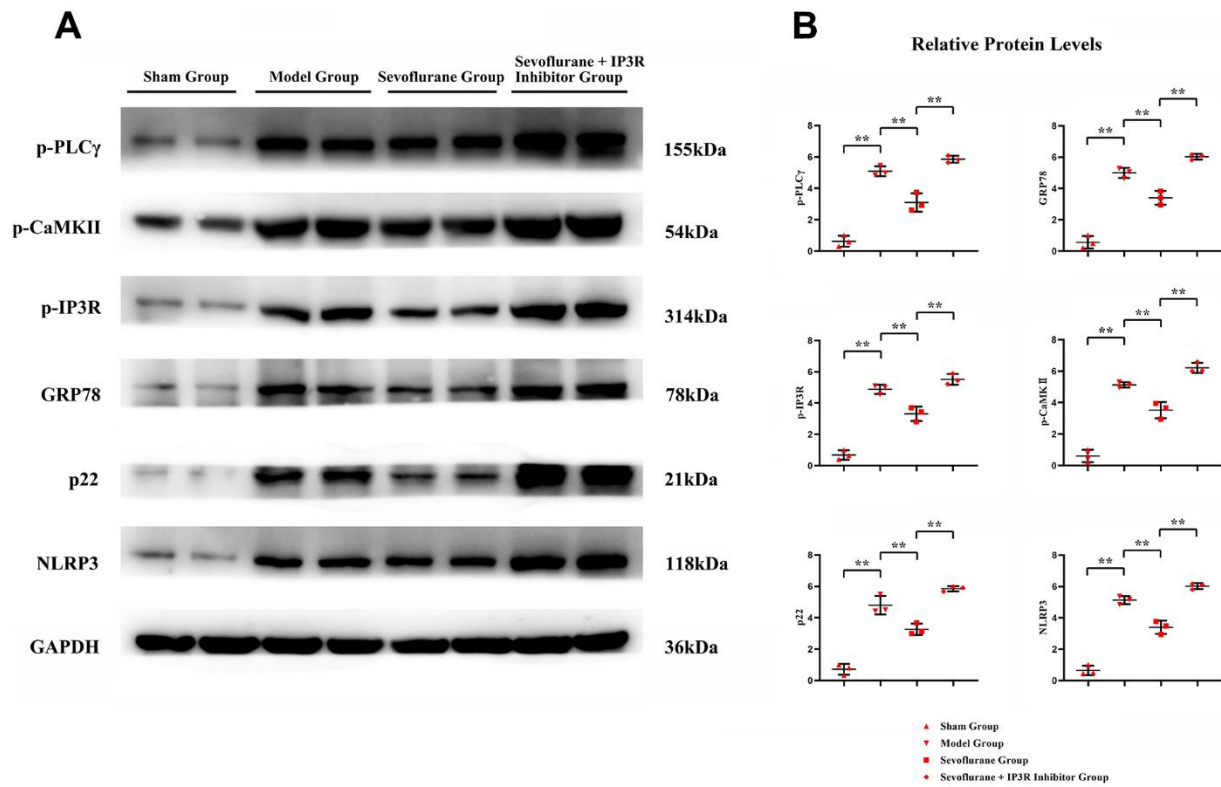 A
Sham Group
Model Group
Sevoflurane Group
Sevoflurane + IP3R
Inhibitor Group
p-PLCγ
155kDa
p-CaMKII
54kDa
p-IP3R
314kDa
GRP78
78kDa
p22
21kDa
NLRP3
118kDa
GAPDH
36kDa
B
Relative Protein Levels
p-PLCγ
8
6
4
2
0
**
**
**
GRP78
8
6
4
2
0
**
**
**
p-IP3R
8
6
4
2
0
**
**
**
p-CaMKII
8
6
4
2
0
**
**
**
p22
8
6
4
2
0
**
**
**
NLRP3
8
6
4
2
0
**
**
**
Sham Group
Model Group
Sevoflurane Group
Sevoflurane + IP3R Inhibitor Group